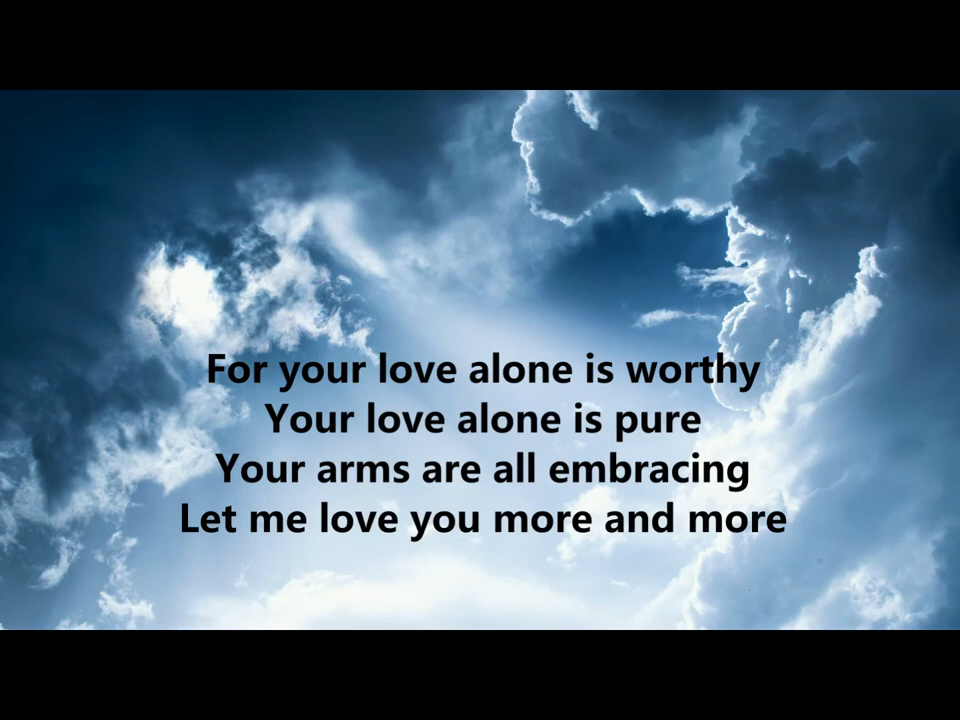 For your love alone is worthy
Your love alone is pure
Your arms are all embracing
Let me love you more and more